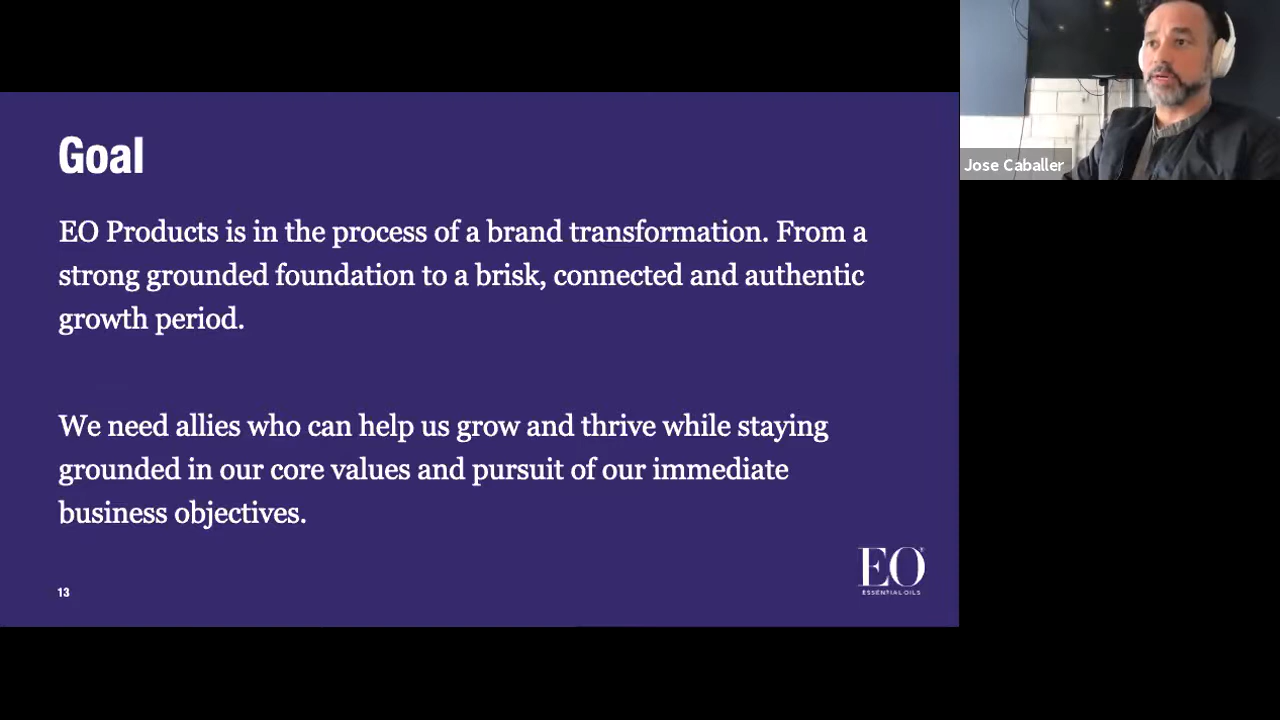 Goal
EO Products is in the process of a brand transformation. From a
strong grounded foundation to a brisk, connected and authentic
growth period.
We need allies who can help us grow and thrive while staying
grounded in our core values and pursuit of our immediate
business objectives.
13
EO
ESSENTIAL OILS
Jose Caballer